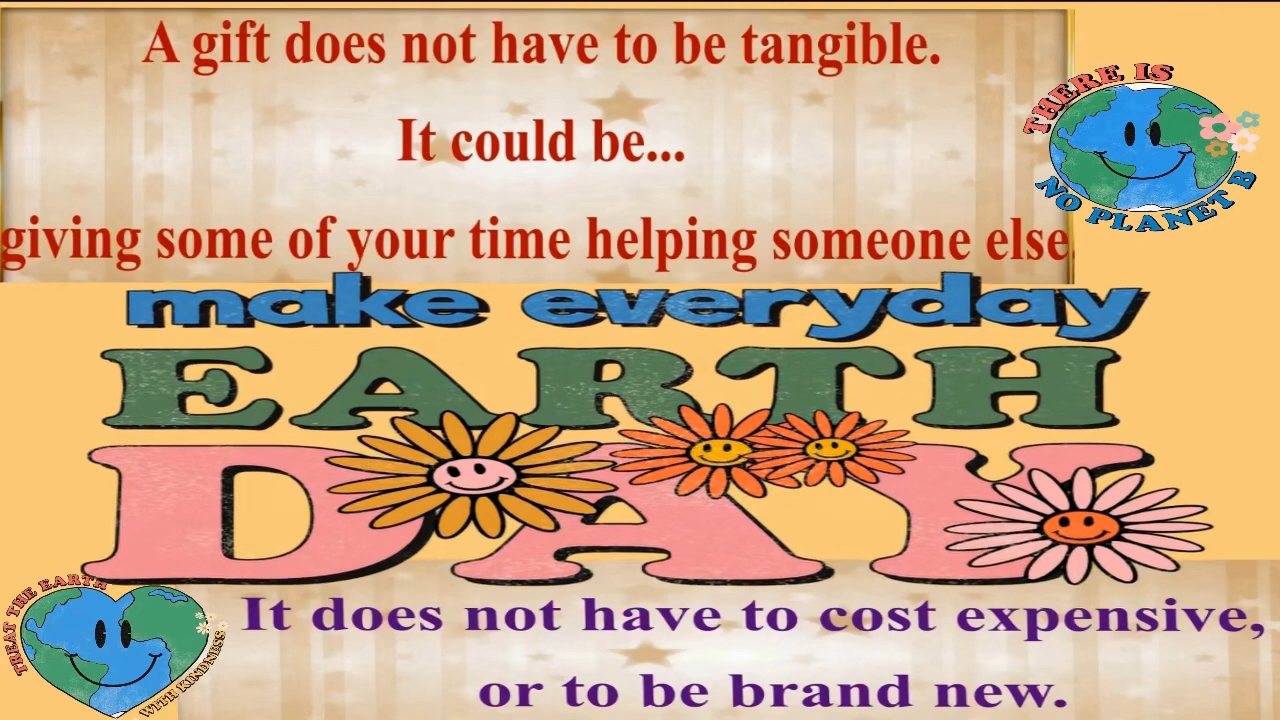 A gift does not have to be tangible.
THERE IS
It could be...
NO PLANET B
giving some of your time helping someone else.
make everyday
EARTH
DAY
TREAT THE EARTH
WITH KINDNESS
It does not have to cost expensive,
or to be brand new.